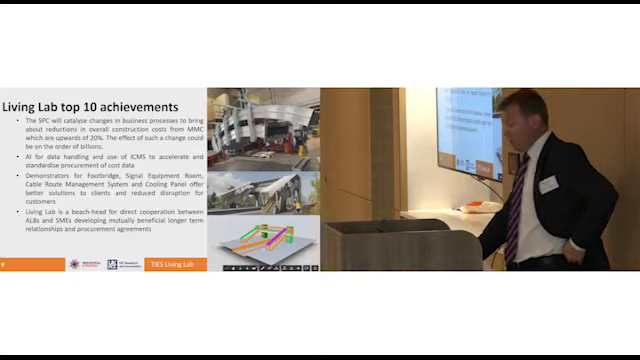 Living Lab top 10 achievements
• The SPC will catalyse changes in business processes to bring
about reductions in overall construction costs from MMC
which are upwards of 20%. The effect of such a change could
be on the order of billions.
• AI for data handling and use of ICMS to accelerate and
standardise procurement of cost data
• Demonstrators for Footbridge, Signal Equipment Room,
Cable Route Management System and Cooling Panel offer
better solutions to clients and reduced disruption for
customers
• Living Lab is a beach-head for direct cooperation between
ALBs and SMEs developing mutually beneficial longer term
relationships and procurement agreements
TIES Living Lab